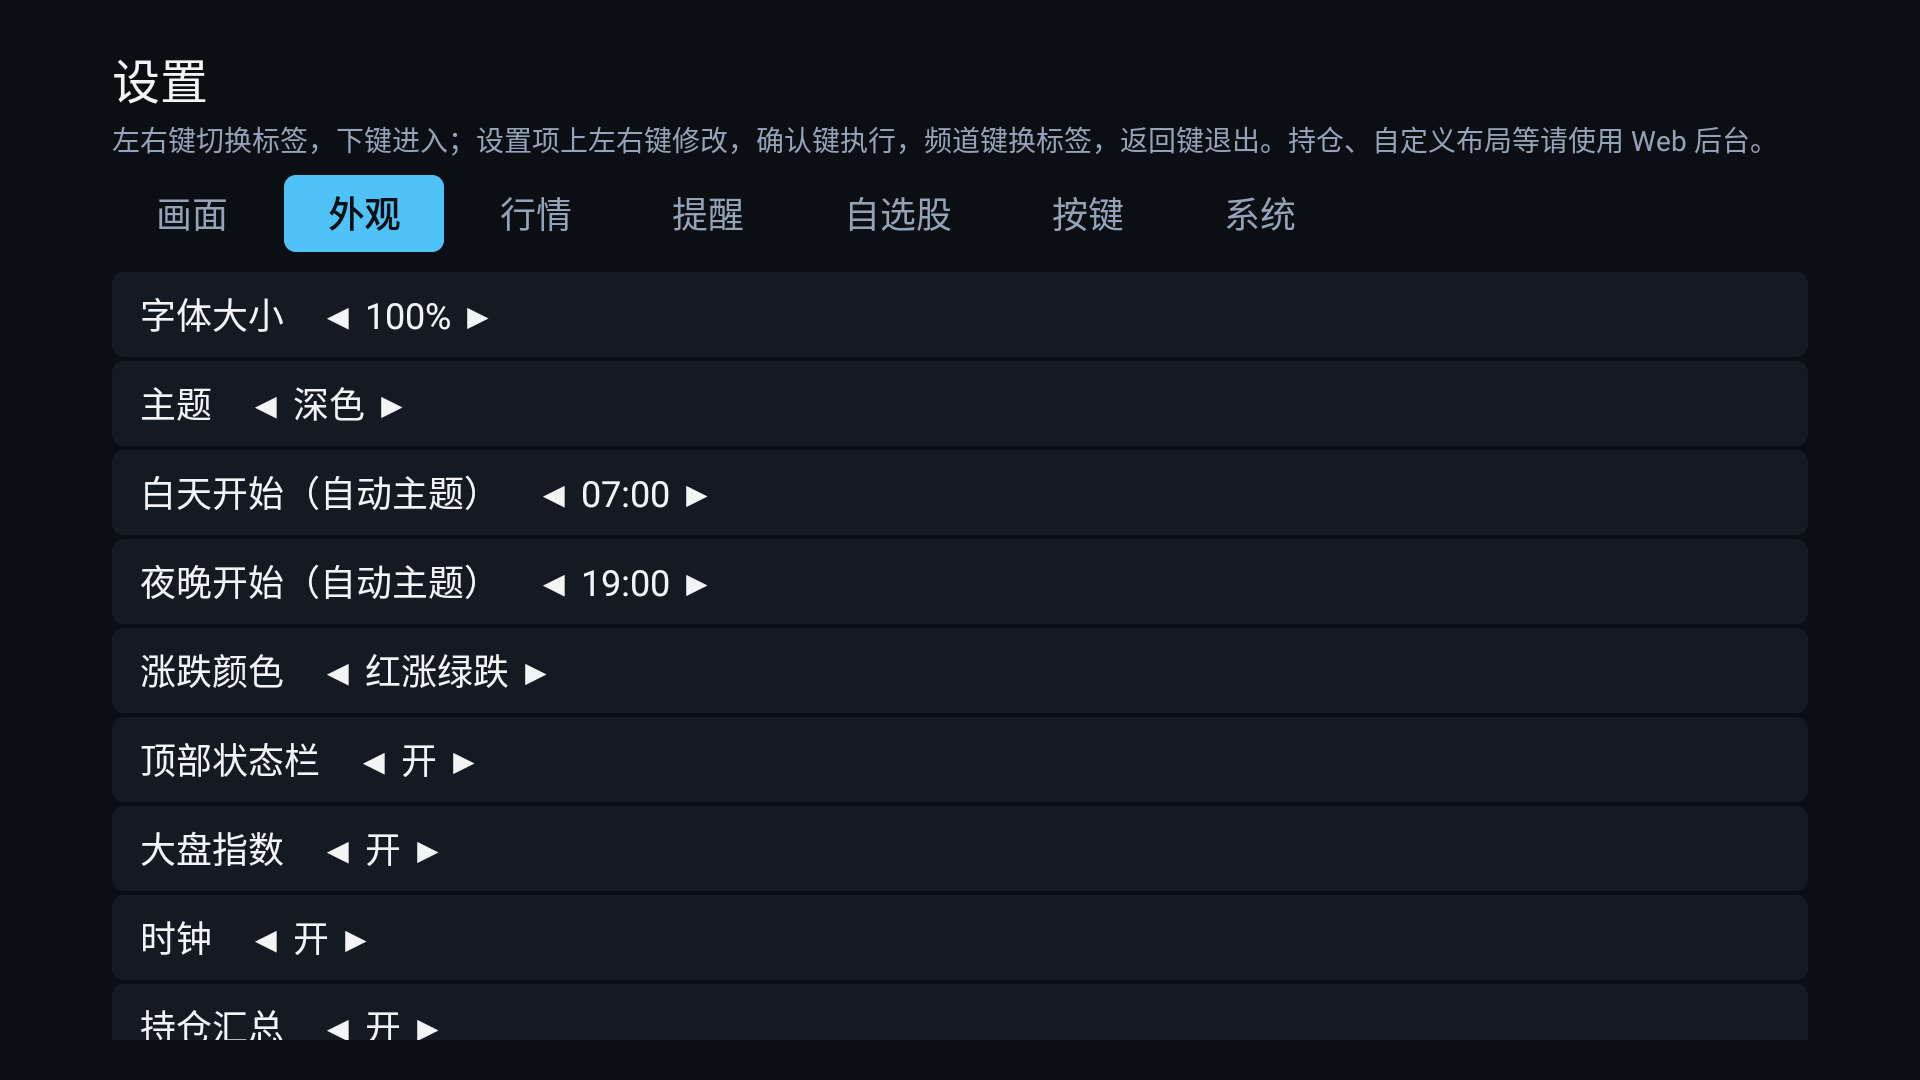 设置
左右键切换标签，下键进入；设置项上左右键修改，确认键执行，频道键换标签，返回键退出。持仓、自定义布局等请使用 Web 后台。
画面 外观 行情 提醒 自选股 按键 系统
字体大小 ◀ 100% ▶
主题 ◀ 深色 ▶
白天开始（自动主题） ◀ 07:00 ▶
夜晚开始（自动主题） ◀ 19:00 ▶
涨跌颜色 ◀ 红涨绿跌 ▶
顶部状态栏 ◀ 开 ▶
大盘指数 ◀ 开 ▶
时钟 ◀ 开 ▶
持仓汇总 ◀ 开 ▶